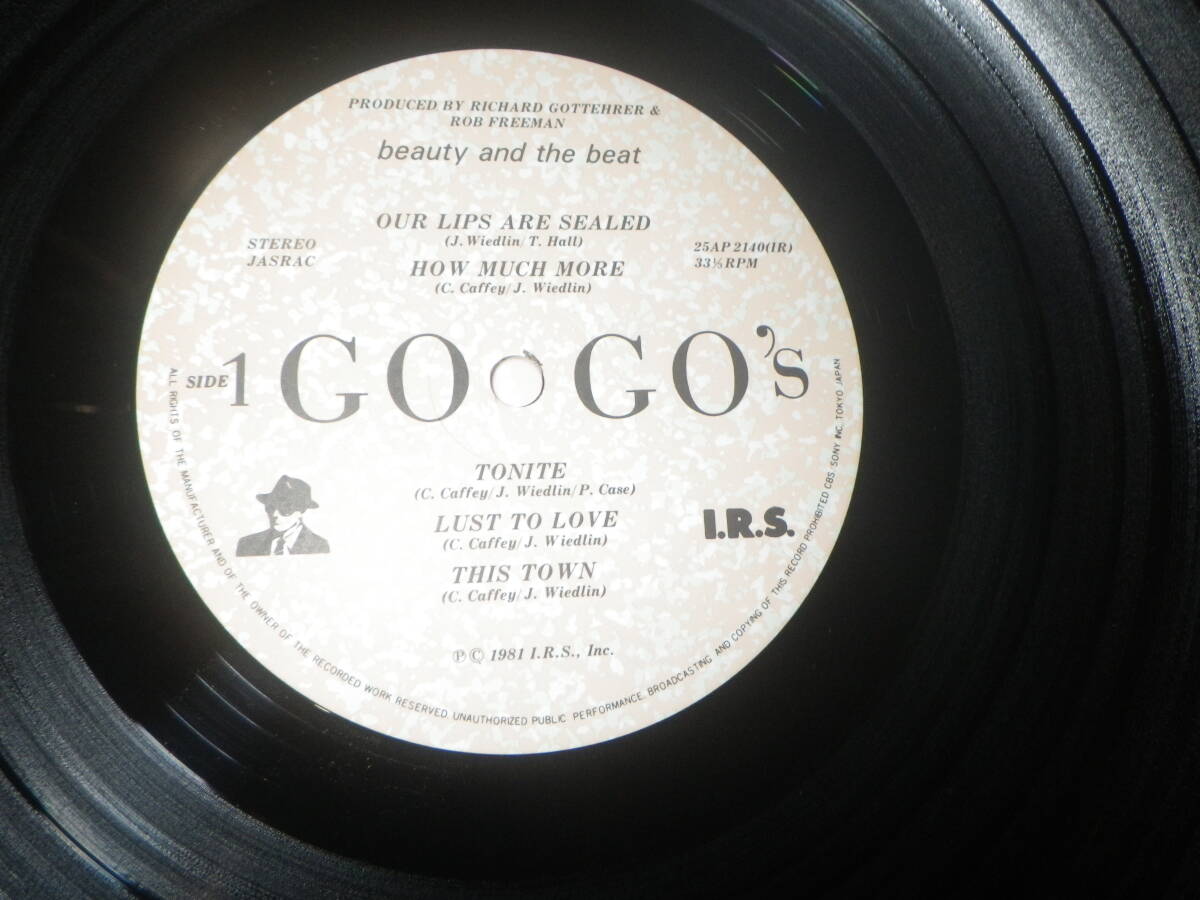 PRODUCED BY RICHARD GOTTEHRER &
ROB FREEMAN
beauty and the beat
OUR LIPS ARE SEALED
(J. Wiedlin/T. Hall)
STEREO
JASRAC
25AP 2140(IR)
33⅓RPM
HOW MUCH MORE
(C. Caffey/J. Wiedlin)
SIDE 1
GO GO's
TONITE
(C. Caffey/J. Wiedlin/P. Case)
LUST TO LOVE
(C. Caffey/J. Wiedlin)
I.R.S.
THIS TOWN
(C. Caffey/J. Wiedlin)
℗© 1981 I.R.S., Inc.
ALL RIGHTS OF THE MANUFACTURER AND OF THE OWNER OF THE RECORDED WORK RESERVED. UNAUTHORIZED PUBLIC PERFORMANCE, BROADCASTING AND COPYING OF THIS RECORD PROHIBITED CBS/SONY INC. TOKYO JAPAN